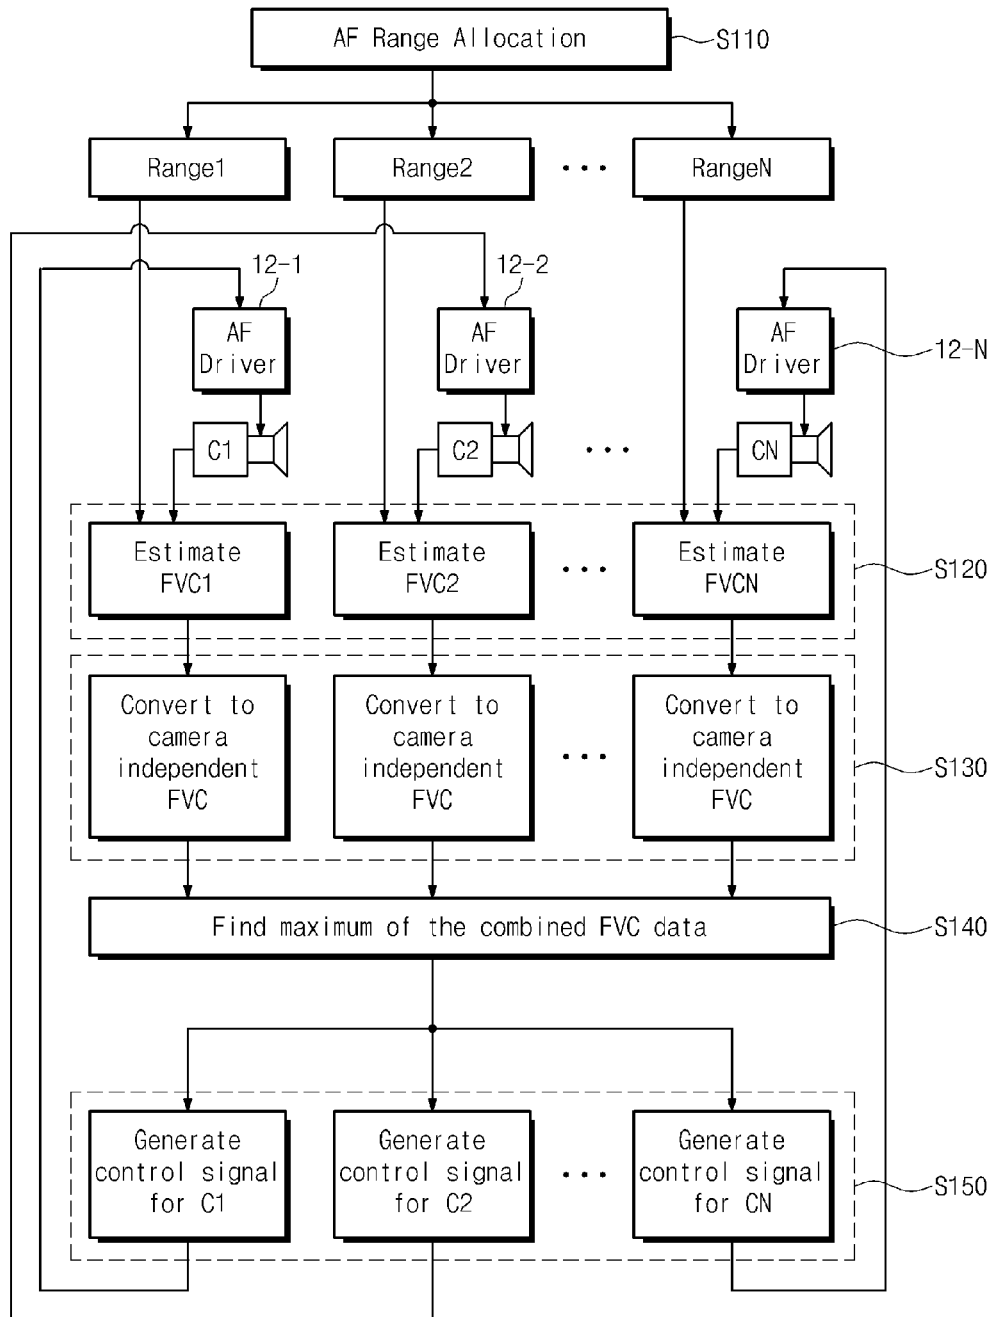 AF Range Allocation
S110
Range1
Range2
...
RangeN
12-1
12-2
AF
Driver
AF
Driver
AF
Driver
12-N
C1
C2
...
CN
Estimate
FVC1
Estimate
FVC2
...
Estimate
FVCN
S120
Convert to
camera
independent
FVC
Convert to
camera
independent
FVC
...
Convert to
camera
independent
FVC
S130
Find maximum of the combined FVC data
S140
Generate
control signal
for C1
Generate
control signal
for C2
...
Generate
control signal
for CN
S150